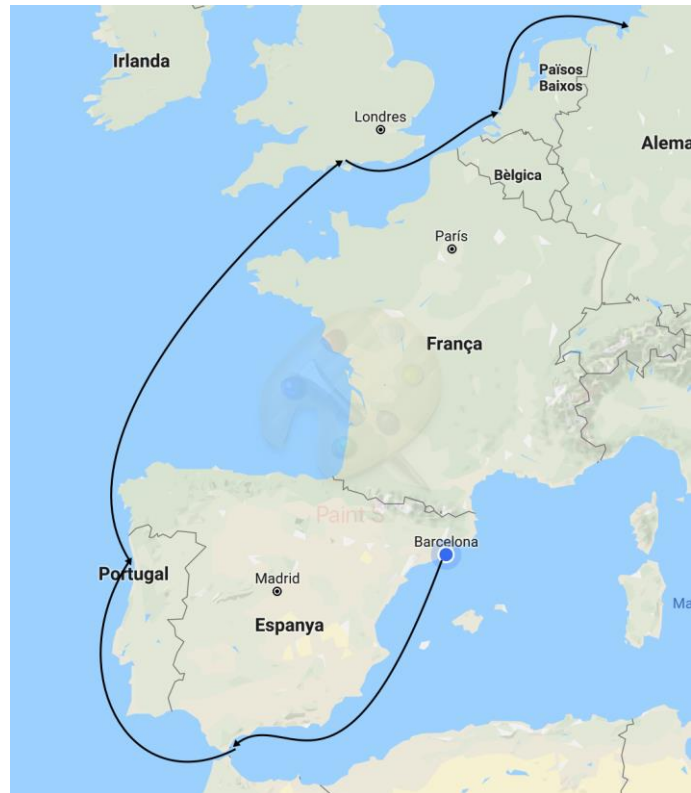 Irlanda
Països
Baixos
Londres
Alema
Bèlgica
París
França
Paint S
Barcelona
Portugal
Madrid
Espanya
Ma